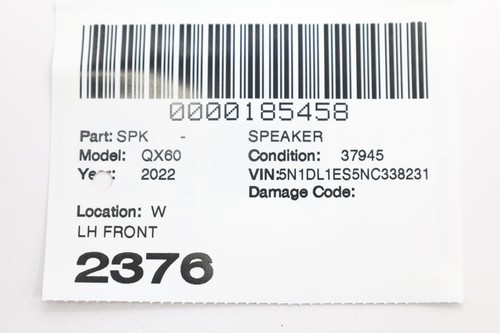 0000185458
Part: SPK - SPEAKER
Model: QX60 Condition: 37945
Year: 2022 VIN:5N1DL1ES5NC338231
Damage Code:
Location: W
LH FRONT
2376